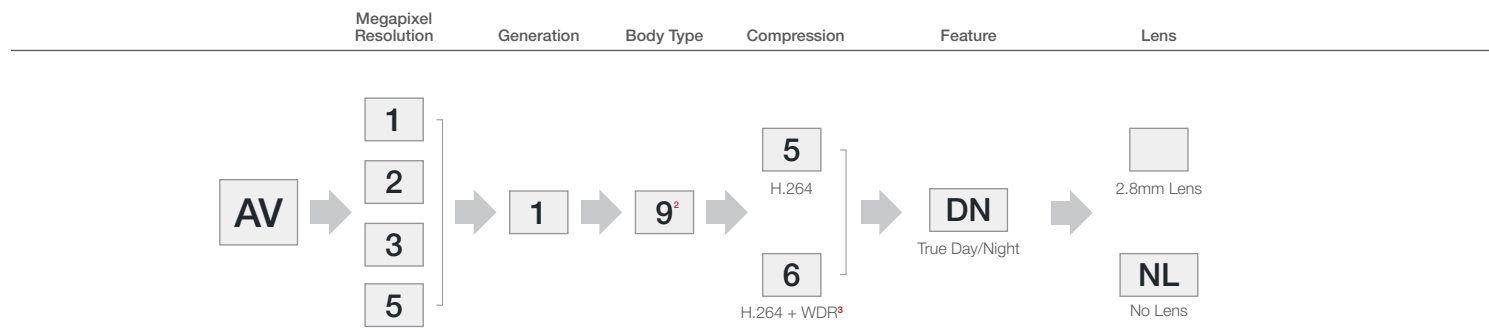 Megapixel
Resolution
Generation
Body Type
Compression
Feature
Lens
AV
1
2
3
5
1
9²
5
H.264
6
H.264 + WDR³
DN
True Day/Night
2.8mm Lens
NL
No Lens